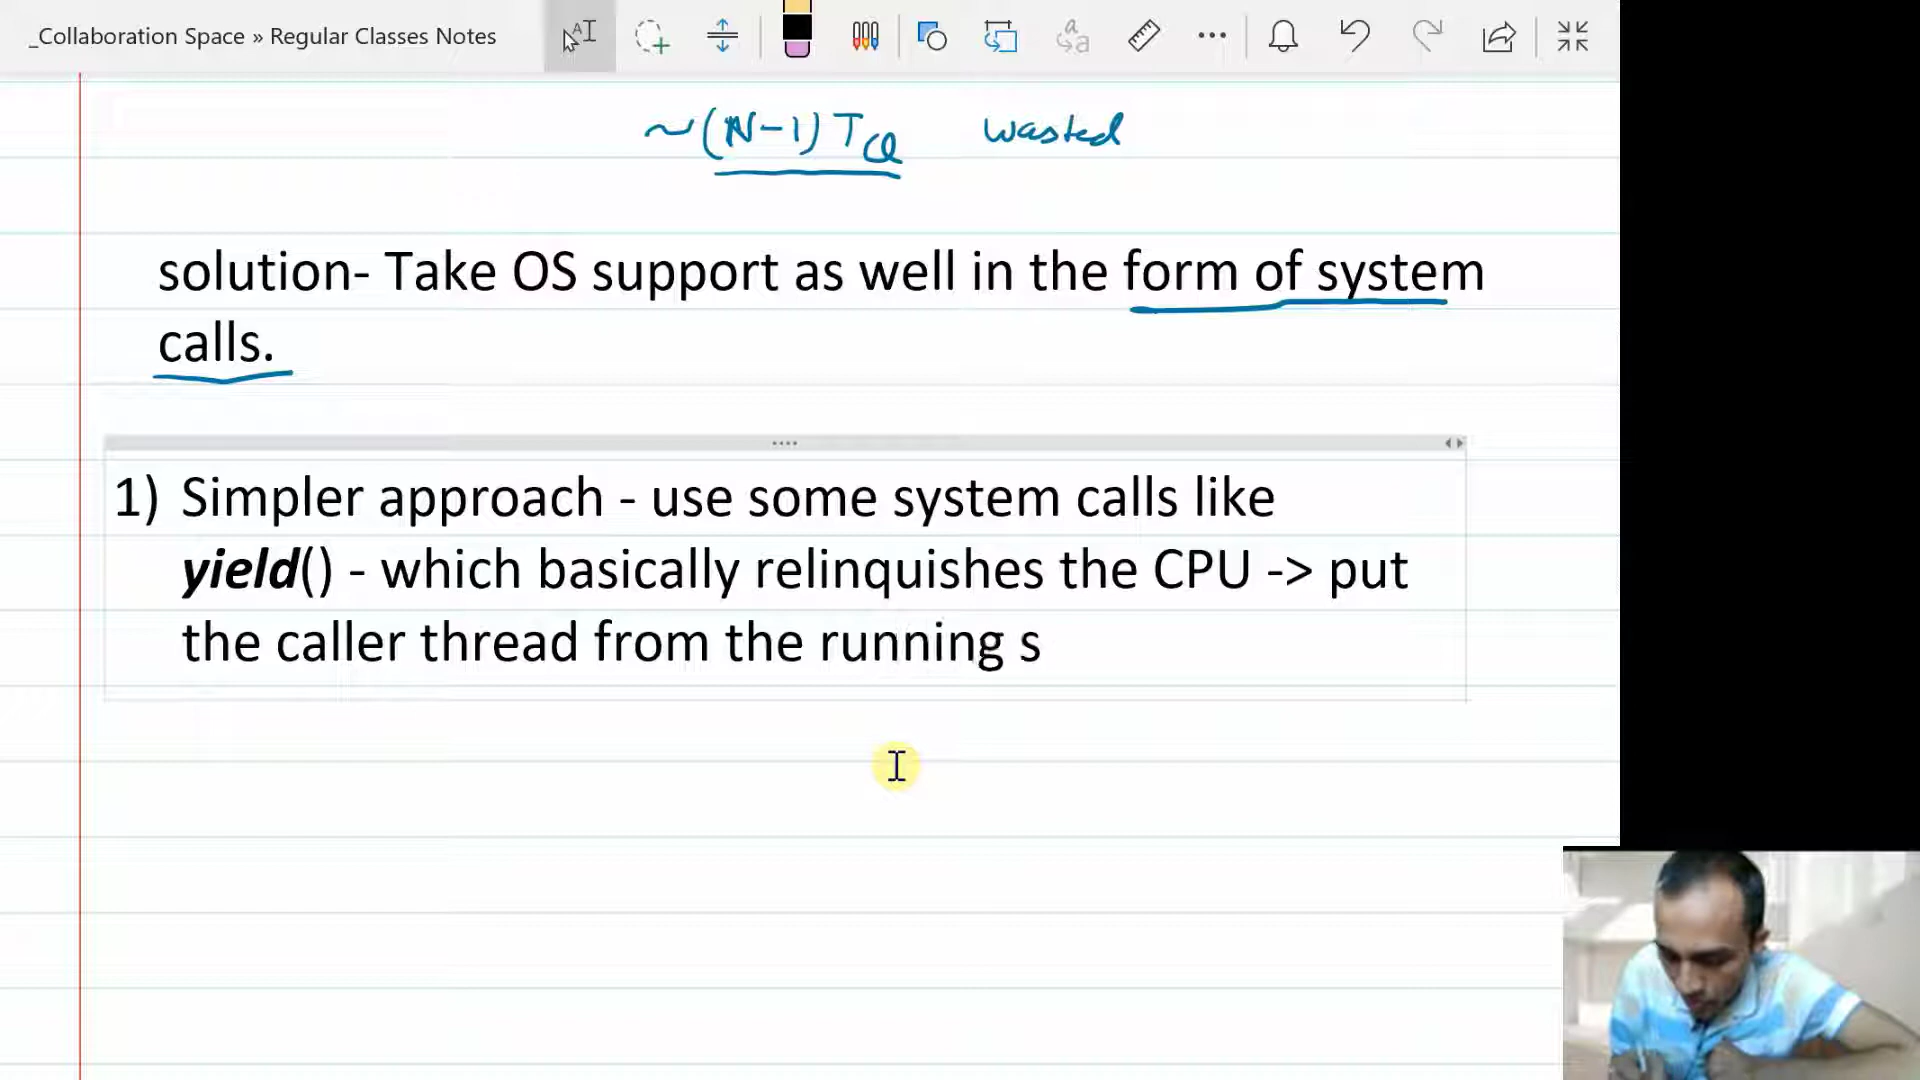 _Collaboration Space » Regular Classes Notes
~(N-1) T_Q wasted
solution- Take OS support as well in the form of system
calls.
1) Simpler approach - use some system calls like
yield() - which basically relinquishes the CPU -> put
the caller thread from the running s